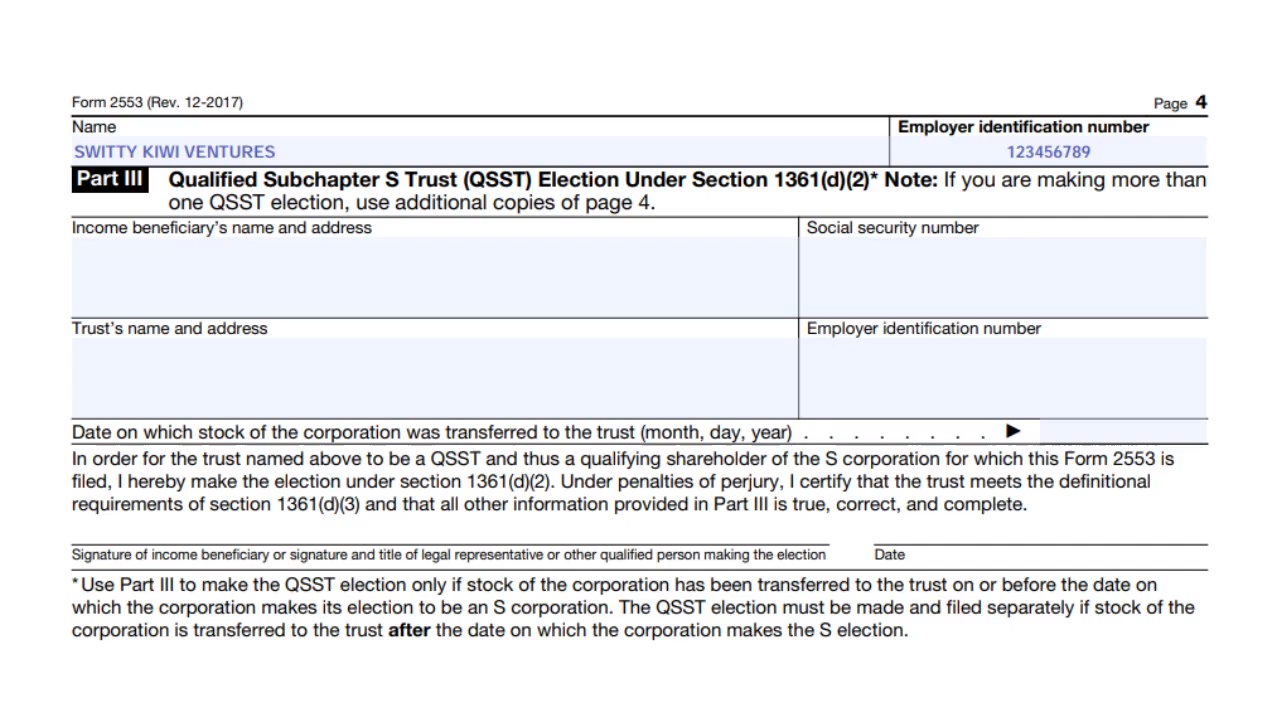 Form 2553 (Rev. 12-2017) Page 4
Name Employer identification number
SWITTY KIWI VENTURES 123456789
Part III Qualified Subchapter S Trust (QSST) Election Under Section 1361(d)(2)* Note: If you are making more than
one QSST election, use additional copies of page 4.
Income beneficiary's name and address Social security number
Trust's name and address Employer identification number
Date on which stock of the corporation was transferred to the trust (month, day, year) . . . . . . . . ▶
In order for the trust named above to be a QSST and thus a qualifying shareholder of the S corporation for which this Form 2553 is
filed, I hereby make the election under section 1361(d)(2). Under penalties of perjury, I certify that the trust meets the definitional
requirements of section 1361(d)(3) and that all other information provided in Part III is true, correct, and complete.
Signature of income beneficiary or signature and title of legal representative or other qualified person making the election Date
*Use Part III to make the QSST election only if stock of the corporation has been transferred to the trust on or before the date on
which the corporation makes its election to be an S corporation. The QSST election must be made and filed separately if stock of the
corporation is transferred to the trust after the date on which the corporation makes the S election.